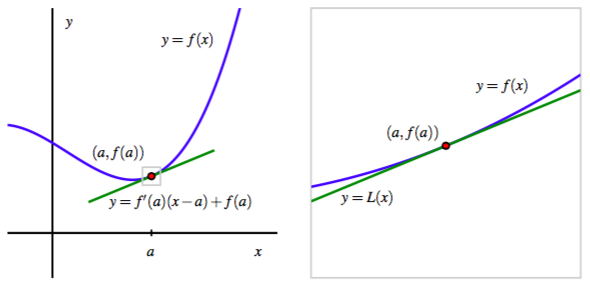 y
y = f(x)
(a, f(a))
y = f′(a)(x − a) + f(a)
a
x
y = f(x)
(a, f(a))
y = L(x)